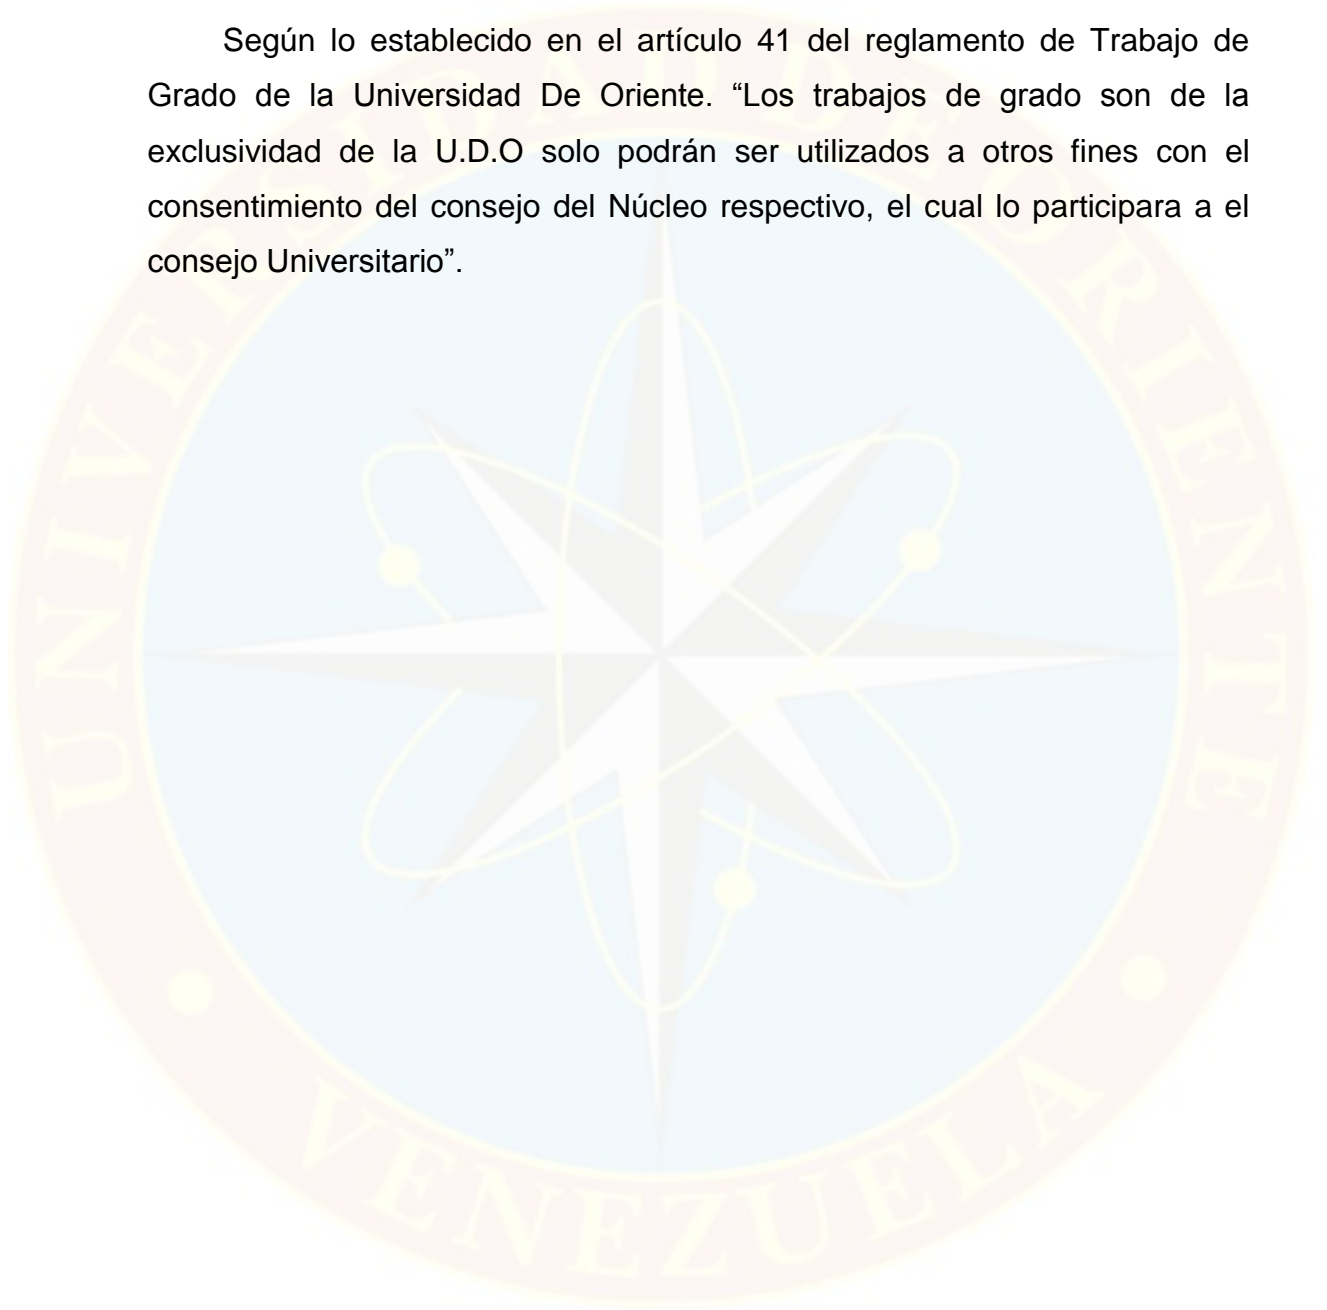 Según lo establecido en el artículo 41 del reglamento de Trabajo de
Grado de la Universidad De Oriente. “Los trabajos de grado son de la
exclusividad de la U.D.O solo podrán ser utilizados a otros fines con el
consentimiento del consejo del Núcleo respectivo, el cual lo participara a el
consejo Universitario”.
UNIVERSIDAD DE ORIENTE
VENEZUELA